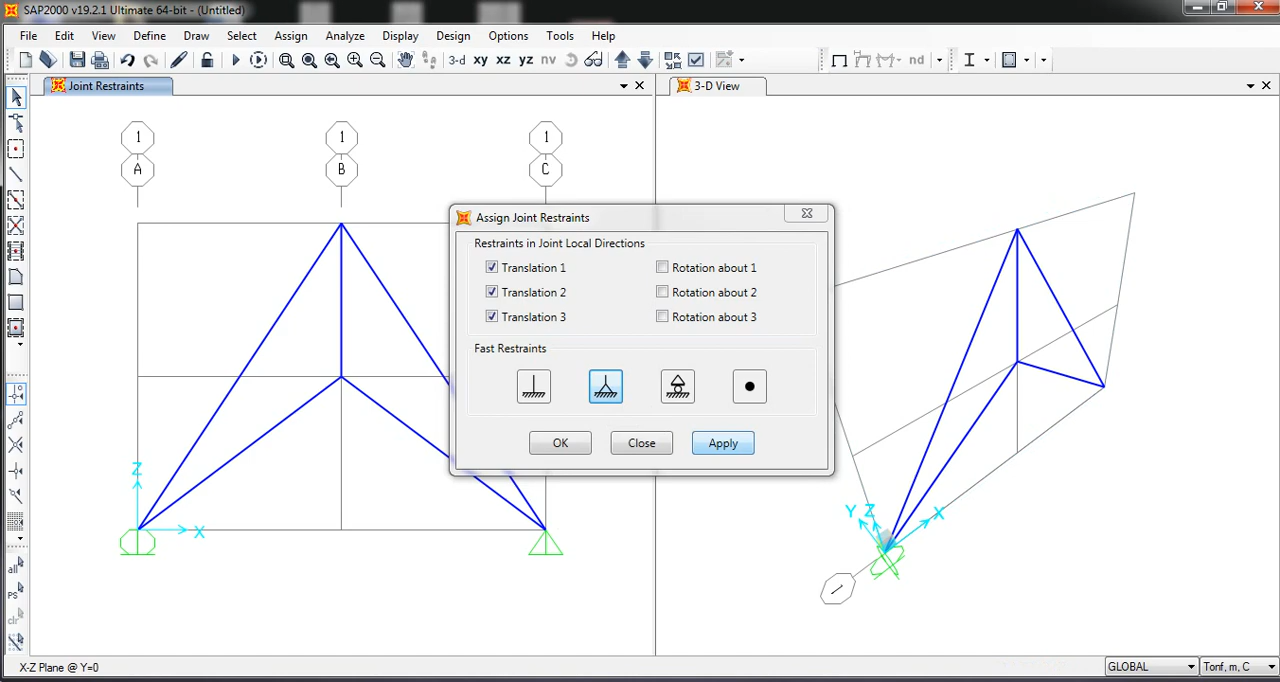 SAP2000 v19.2.1 Ultimate 64-bit - (Untitled)
File Edit View Define Draw Select Assign Analyze Display Design Options Tools Help
3-d xy xz yz nv nd
Joint Restraints
3-D View
1 1 1
A B C
Assign Joint Restraints
Restraints in Joint Local Directions
Translation 1 Rotation about 1
Translation 2 Rotation about 2
Translation 3 Rotation about 3
Fast Restraints
OK Close Apply
Z
X
Y Z X
all
PS
clr
X-Z Plane @ Y=0
GLOBAL
Tonf, m, C